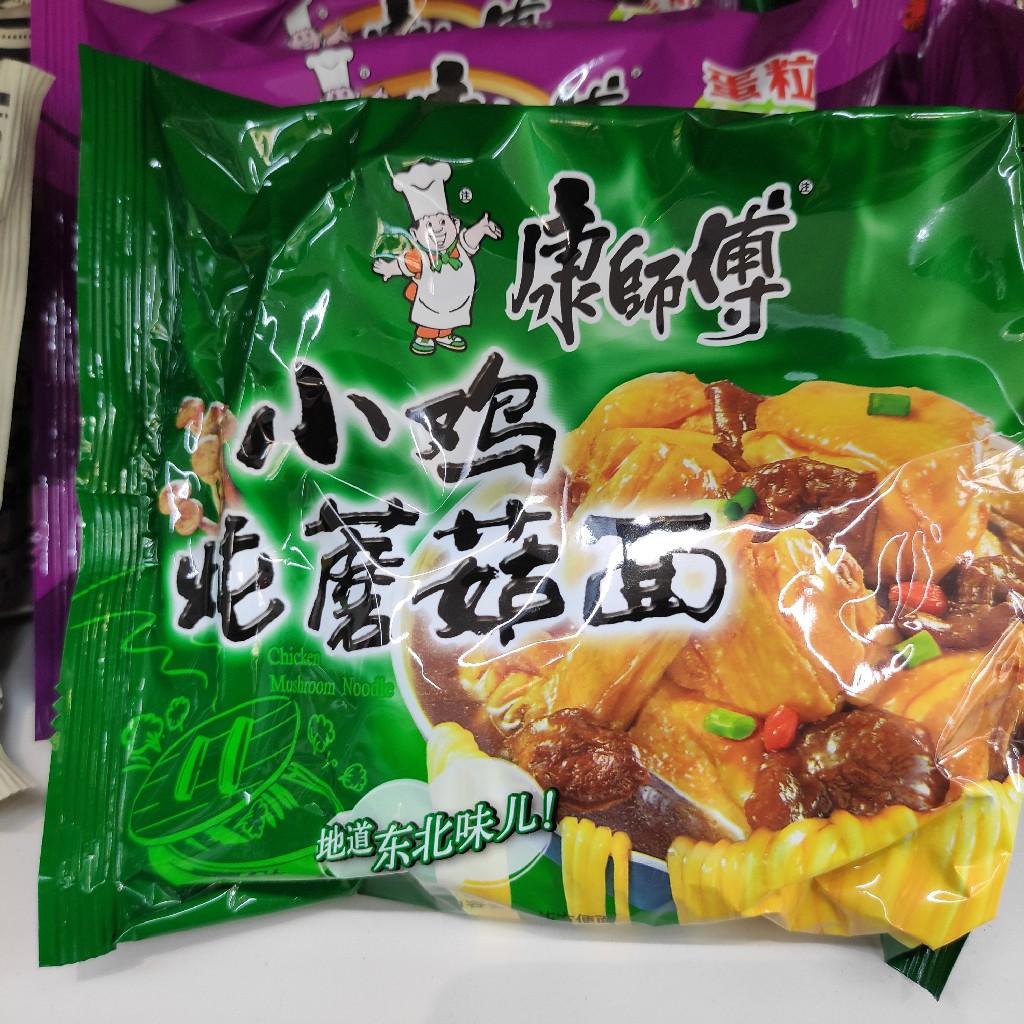 蛋粒
康師傅
小鸡
炖蘑菇面
Chicken
Mushroom Noodle
地道东北味儿!